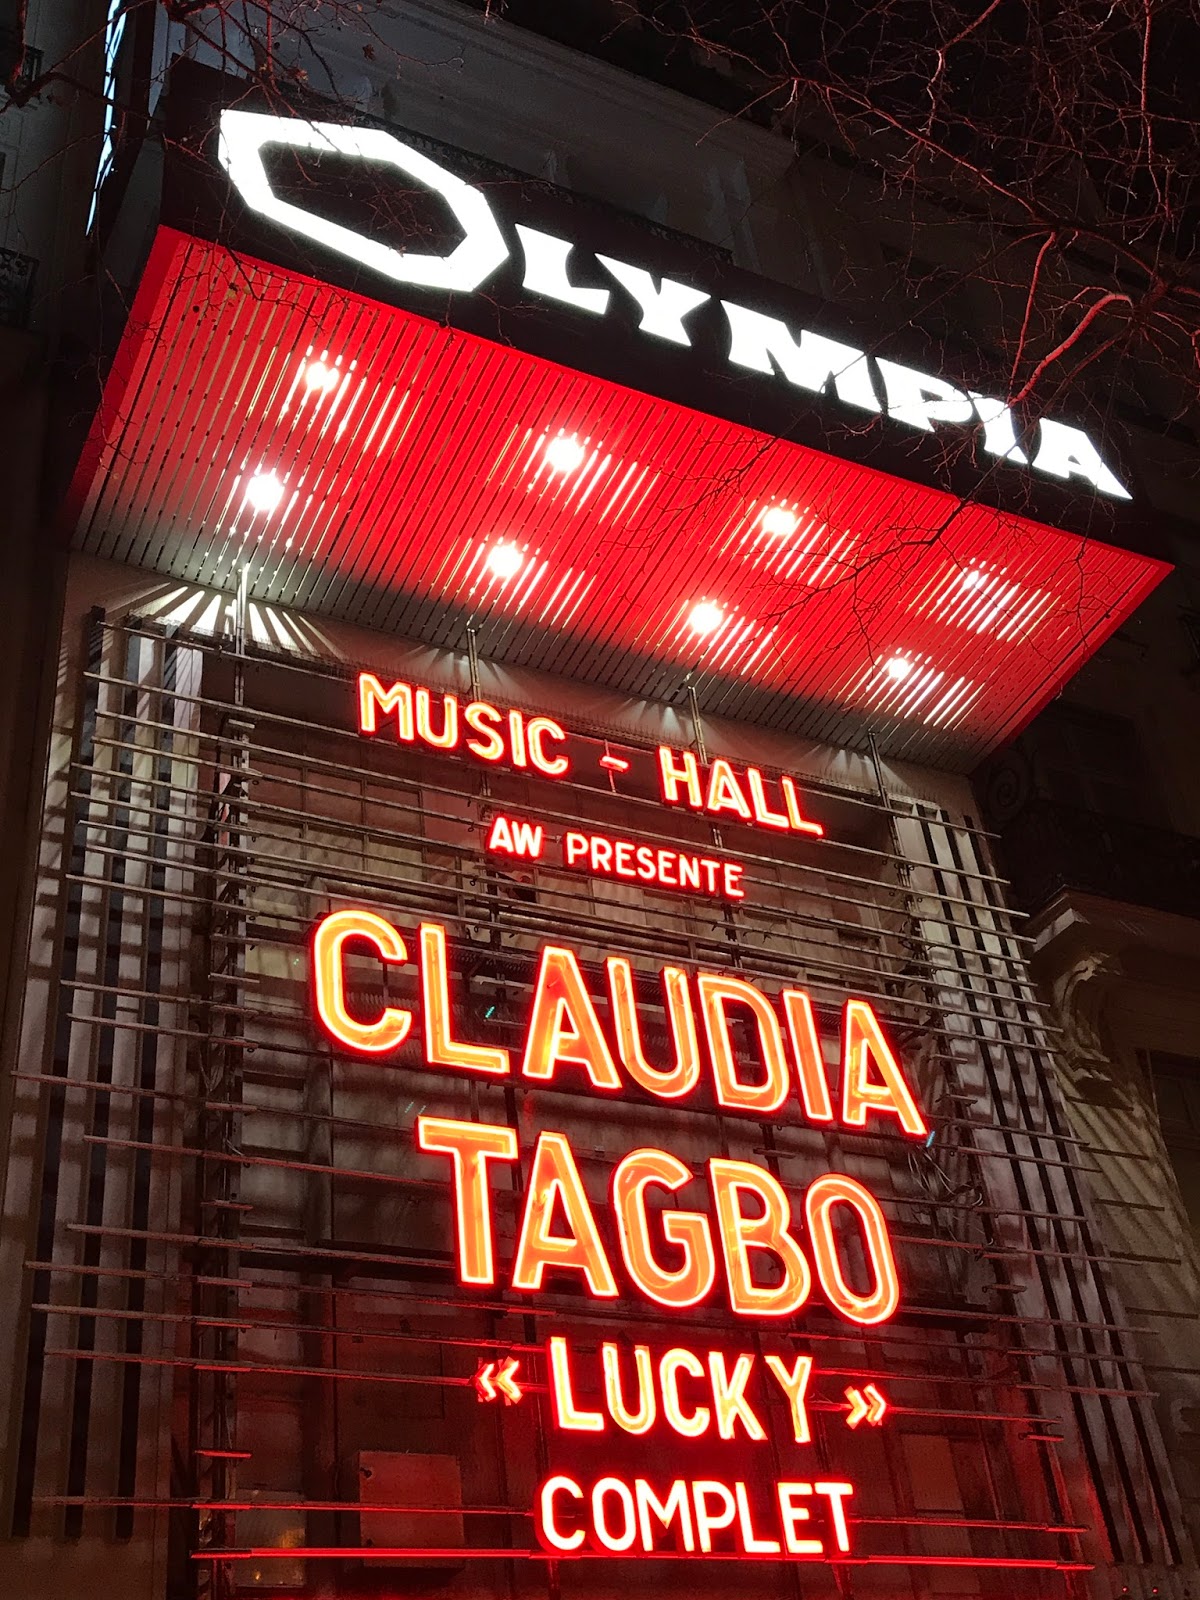 OLYMPIA
MUSIC - HALL
AW PRESENTE
CLAUDIA
TAGBO
« LUCKY »
COMPLET